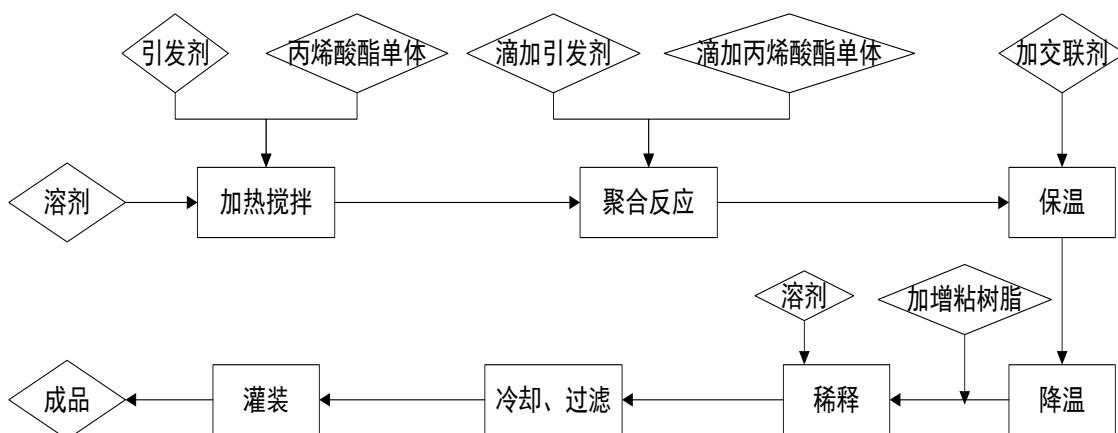 引发剂
丙烯酸酯单体
滴加引发剂
滴加丙烯酸酯单体
加交联剂
溶剂
加热搅拌
聚合反应
保温
溶剂
加增粘树脂
成品
灌装
冷却、过滤
稀释
降温